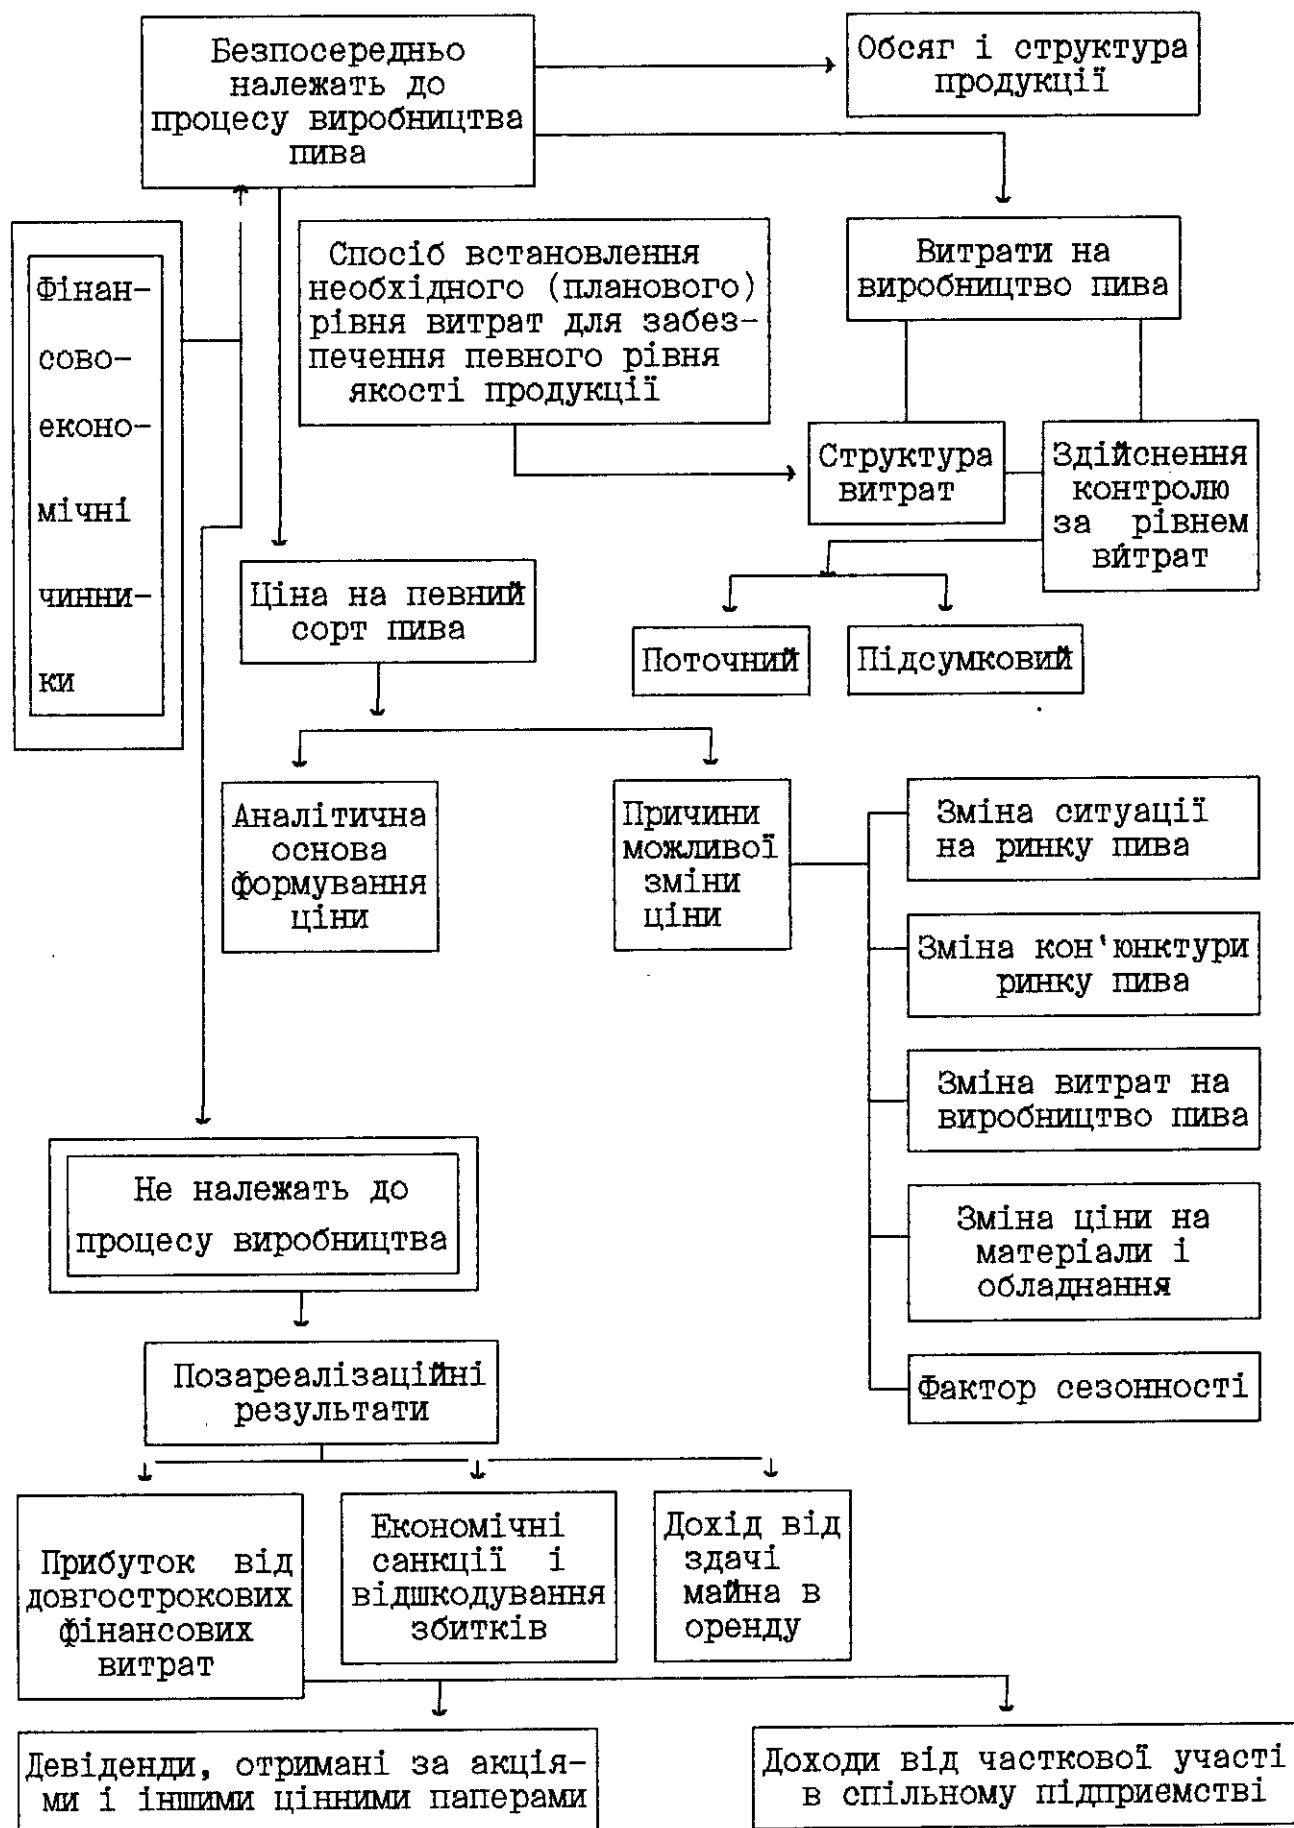 Безпосередньо
належать до
процесу виробництва
пива
Обсяг і структура
продукції
Фінан-
сово-
еконо-
мічні
чинни-
ки
Спосіб встановлення
необхідного (планового)
рівня витрат для забез-
печення певного рівня
якості продукції
Витрати на
виробництво пива
Структура
витрат
Здійснення
контролю
за рівнем
витрат
Ціна на певний
сорт пива
Поточний
Підсумковий
Аналітична
основа
формування
ціни
Причини
можливої
зміни
ціни
Зміна ситуації
на ринку пива
Зміна кон'юнктури
ринку пива
Зміна витрат на
виробництво пива
Зміна ціни на
матеріали і
обладнання
Фактор сезонності
Не належать до
процесу виробництва
Позареалізаційні
результати
Прибуток від
довгострокових
фінансових
витрат
Економічні
санкції і
відшкодування
збитків
Дохід від
здачі
майна в
оренду
Девіденди, отримані за акція-
ми і іншими цінними паперами
Доходи від часткової участі
в спільному підприємстві